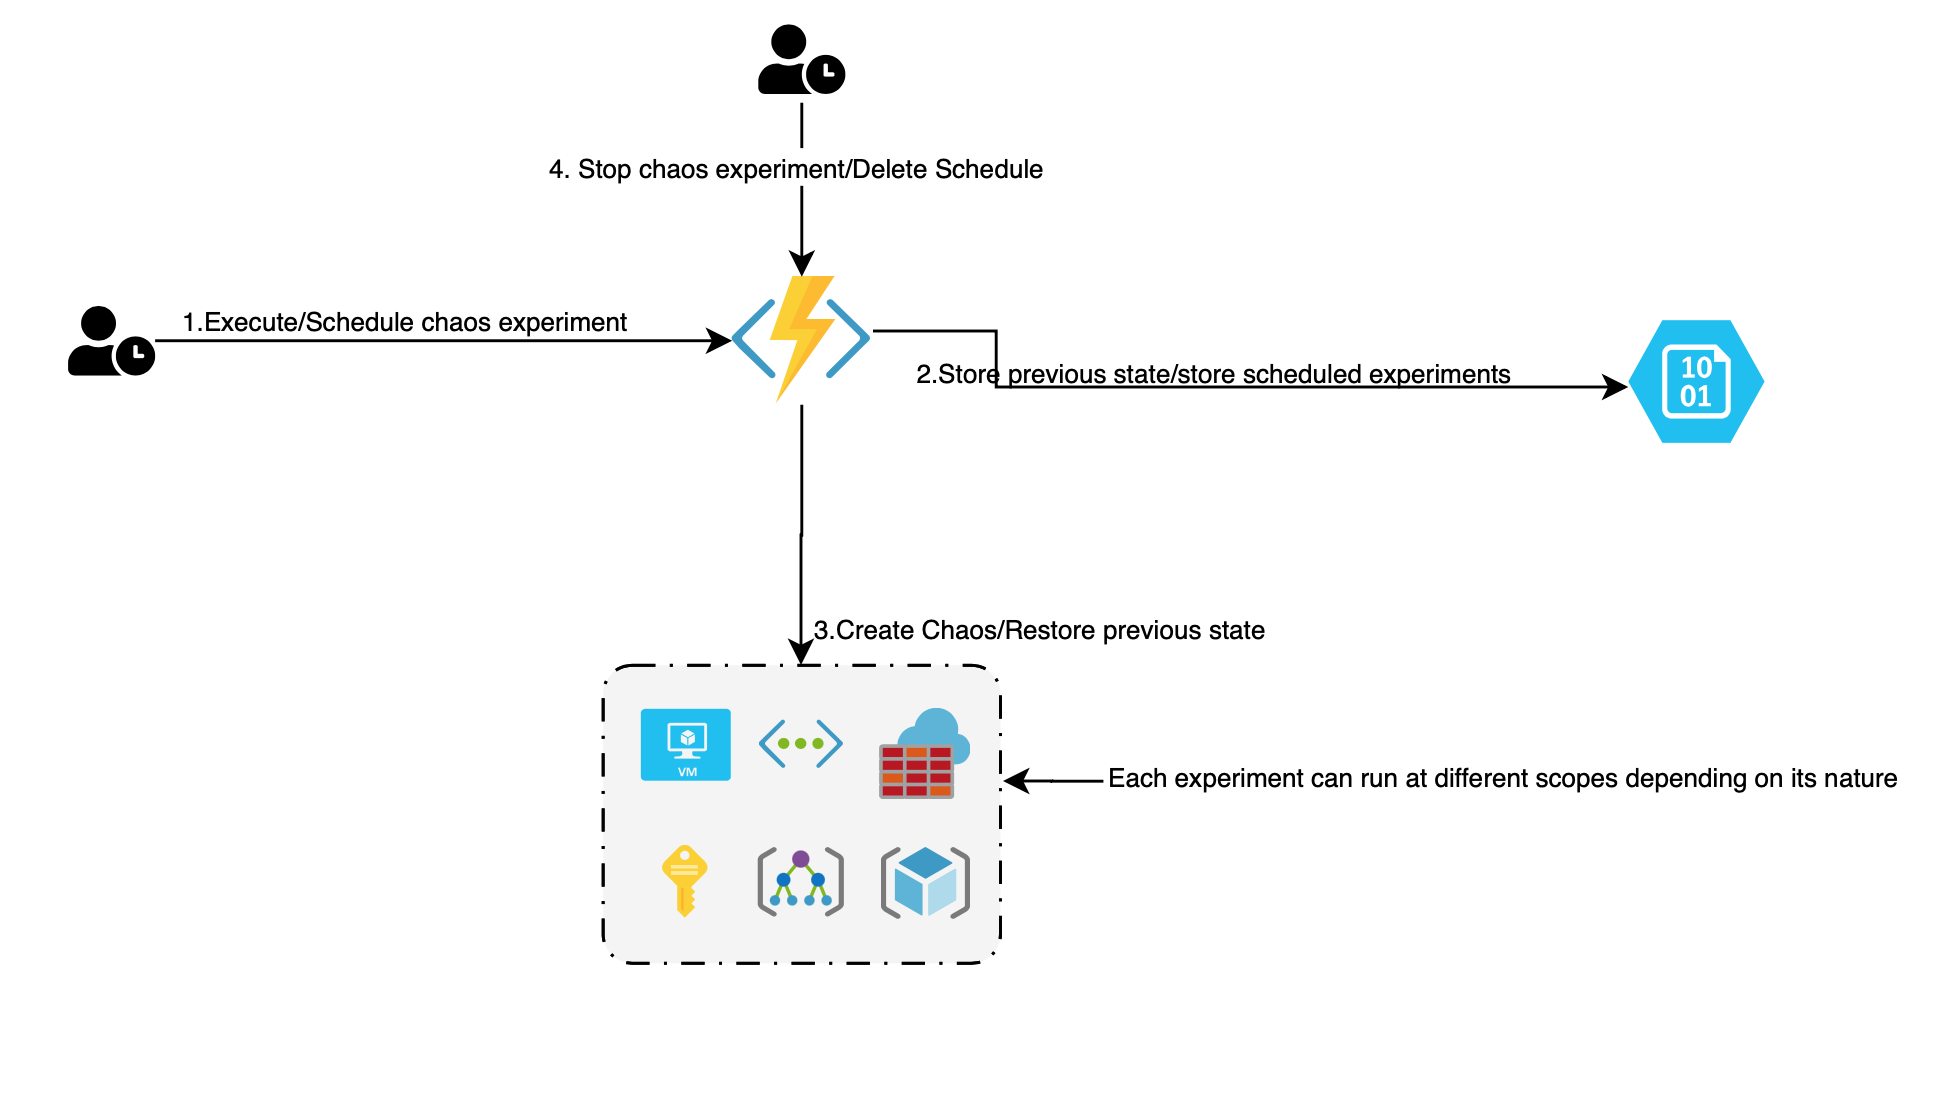 4. Stop chaos experiment/Delete Schedule
1.Execute/Schedule chaos experiment
2.Store previous state/store scheduled experiments
10
01
3.Create Chaos/Restore previous state
VM
Each experiment can run at different scopes depending on its nature